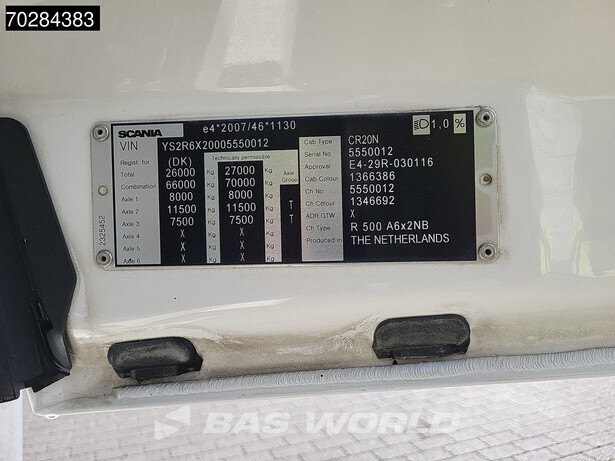 70284383
SCANIA e4*2007/46*1130 1,0 %
VIN YS2R6X20005550012 Cab Type CR20N
Regist. for (DK) Technically permissible Serial No. 5550012
Total 26000 Kg 27000 Kg Axle Group Approval E4-29R-030116
Combination 66000 Kg 70000 Kg Cab Colour 1366386
Axle 1 8000 Kg 8000 Kg Ch No. 5550012
Axle 2 11500 Kg 11500 Kg T Ch Colour 1346692
Axle 3 7500 Kg 7500 Kg T ADR GTW X
Axle 4 X Kg X Kg Ch Type R 500 A6x2NB
Axle 5 X Kg X Kg Produced in THE NETHERLANDS
Axle 6 X Kg X Kg
2325452
BAS WORLD